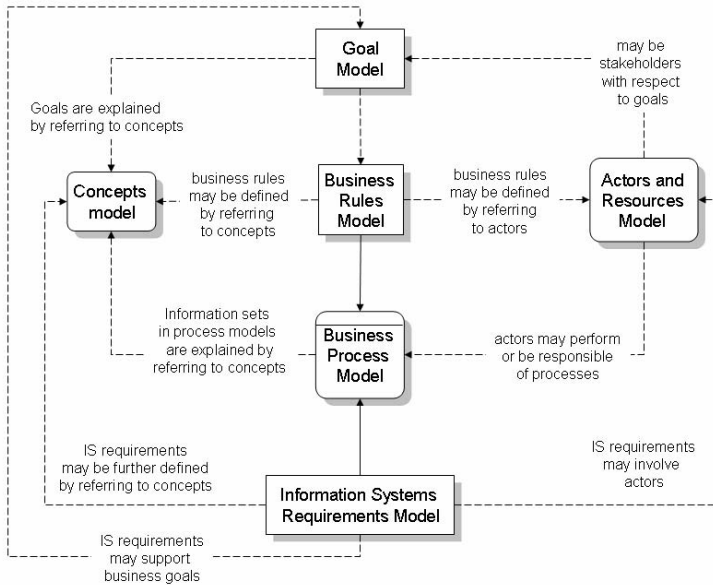 Goal
Model
may be
stakeholders
with respect
to goals
Goals are explained
by referring to concepts
Concepts
model
business rules
may be defined
by referring
to concepts
Business
Rules
Model
business rules
may be defined
by referring
to actors
Actors and
Resources
Model
Information sets
in process models
are explained by
referring to concepts
Business
Process
Model
actors may perform
or be responsible
of processes
IS requirements
may be further defined
by referring to concepts
IS requirements
may involve
actors
Information Systems
Requirements Model
IS requirements
may support
business goals